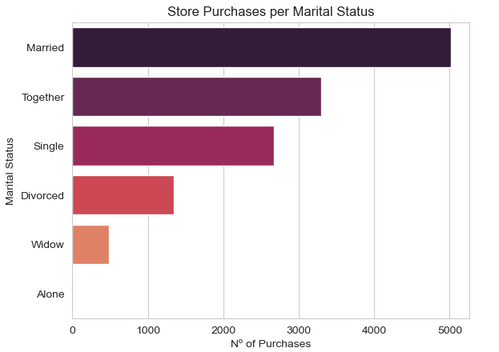 Store Purchases per Marital Status
Marital Status
Married
Together
Single
Divorced
Widow
Alone
0 1000 2000 3000 4000 5000
Nº of Purchases